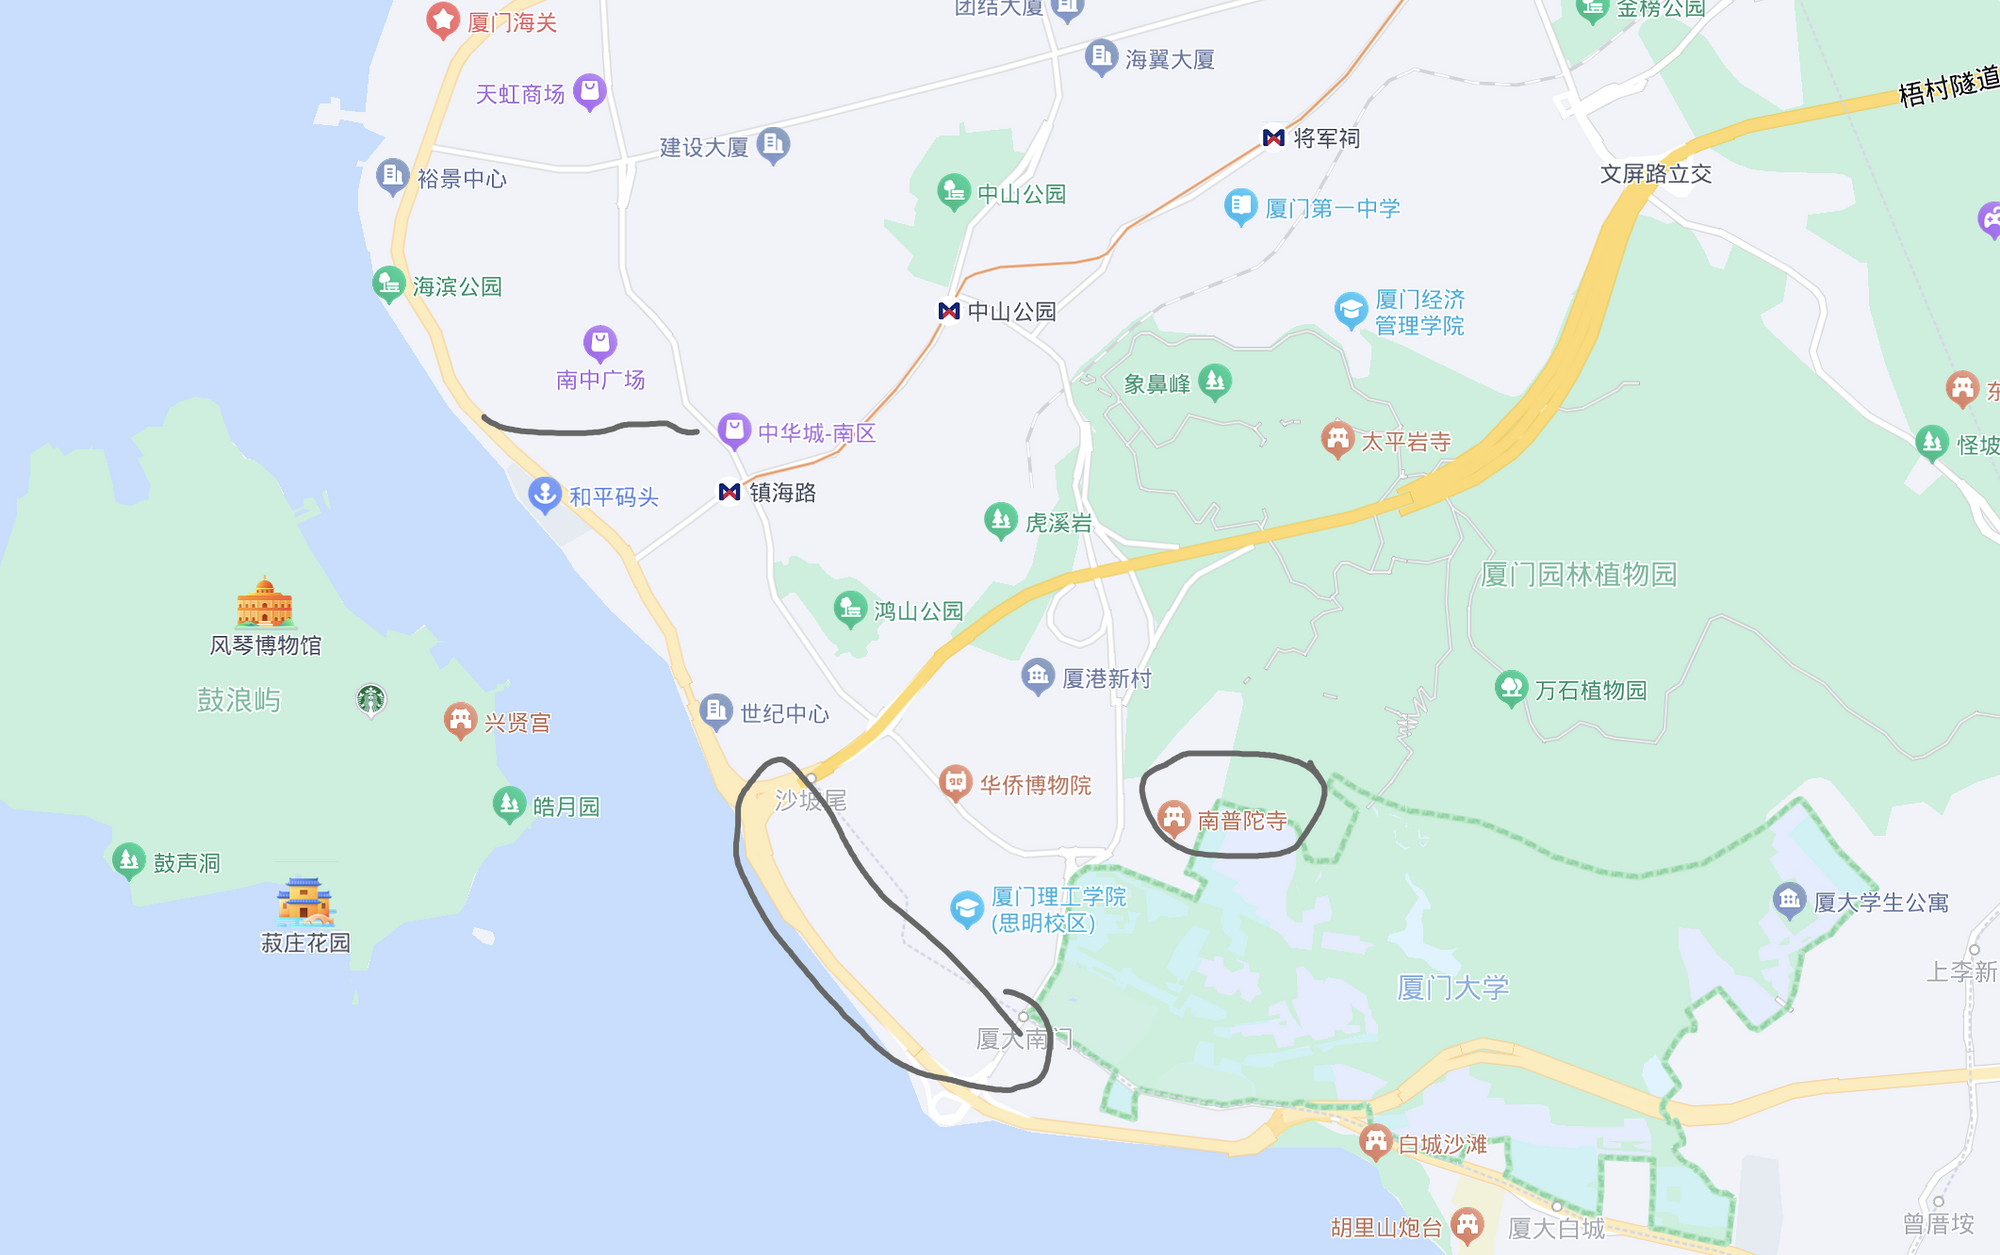 厦门海关
团结大厦
金榜公园
天虹商场
海翼大厦
梧村隧道
建设大厦
将军祠
裕景中心
中山公园
厦门第一中学
文屏路立交
海滨公园
中山公园
厦门经济
管理学院
南中广场
象鼻峰
东
中华城-南区
太平岩寺
怪坡
和平码头
镇海路
虎溪岩
厦门园林植物园
鸿山公园
风琴博物馆
鼓浪屿
兴贤宫
世纪中心
厦港新村
万石植物园
沙坡尾
华侨博物院
皓月园
南普陀寺
鼓声洞
厦门理工学院
(思明校区)
厦大学生公寓
菽庄花园
厦门大学
上李新
厦大南门
白城沙滩
胡里山炮台
厦大白城
曾厝垵